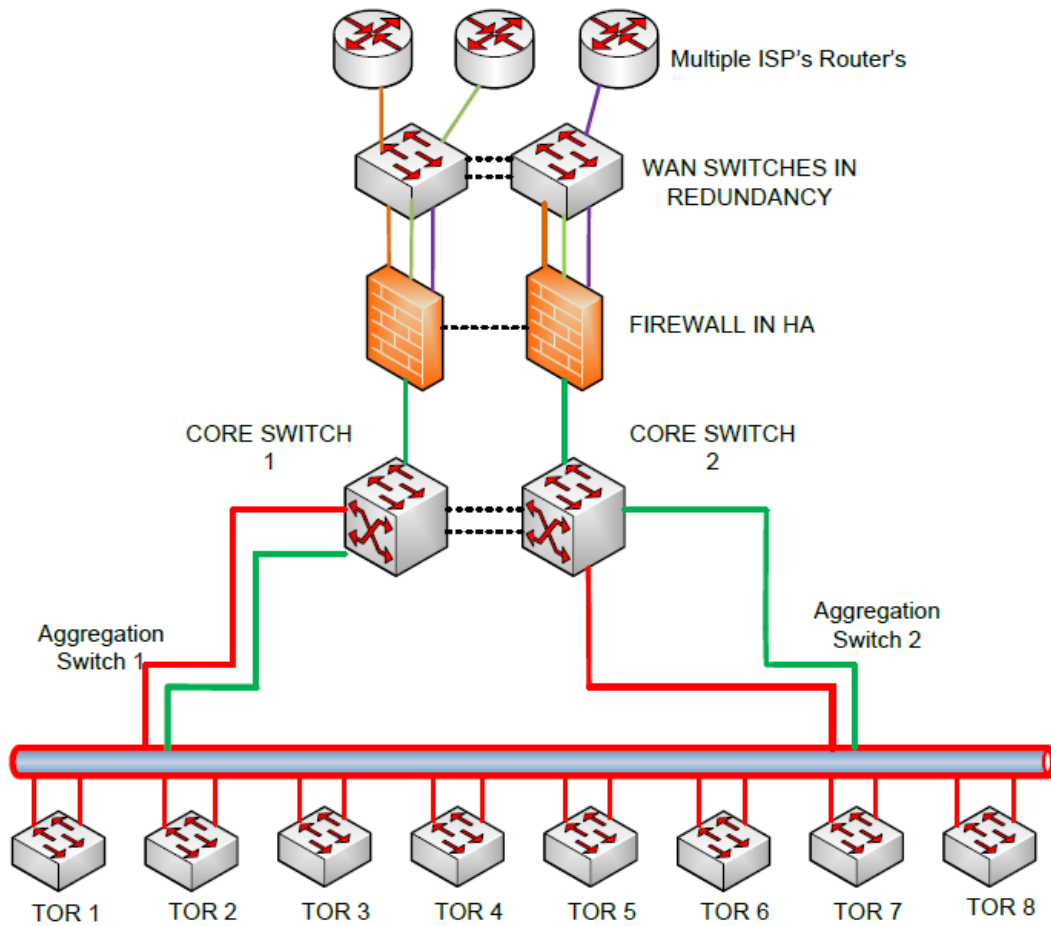 Multiple ISP's Router's
WAN SWITCHES IN
REDUNDANCY
FIREWALL IN HA
CORE SWITCH
1
CORE SWITCH
2
Aggregation
Switch 1
Aggregation
Switch 2
TOR 1
TOR 2
TOR 3
TOR 4
TOR 5
TOR 6
TOR 7
TOR 8